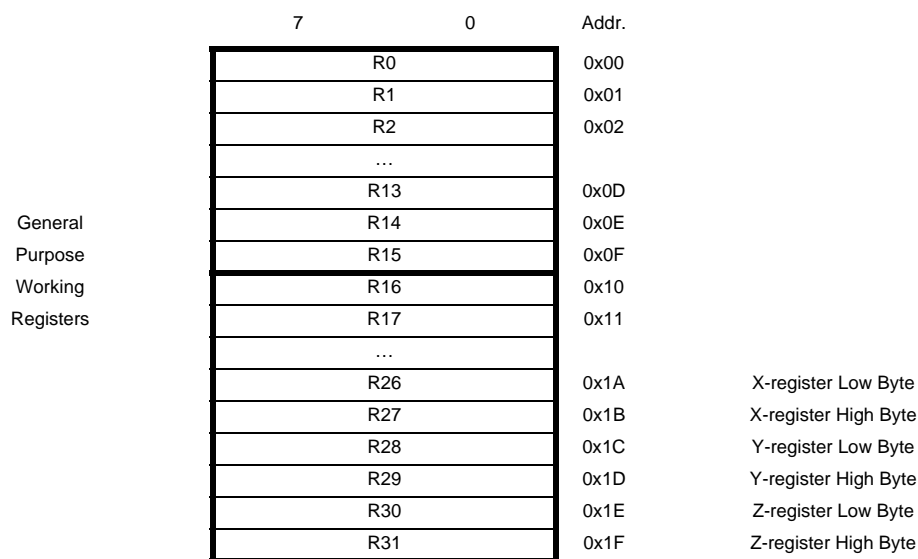 7 0 Addr.
R0 0x00
R1 0x01
R2 0x02
…
R13 0x0D
General R14 0x0E
Purpose R15 0x0F
Working R16 0x10
Registers R17 0x11
…
R26 0x1A X-register Low Byte
R27 0x1B X-register High Byte
R28 0x1C Y-register Low Byte
R29 0x1D Y-register High Byte
R30 0x1E Z-register Low Byte
R31 0x1F Z-register High Byte